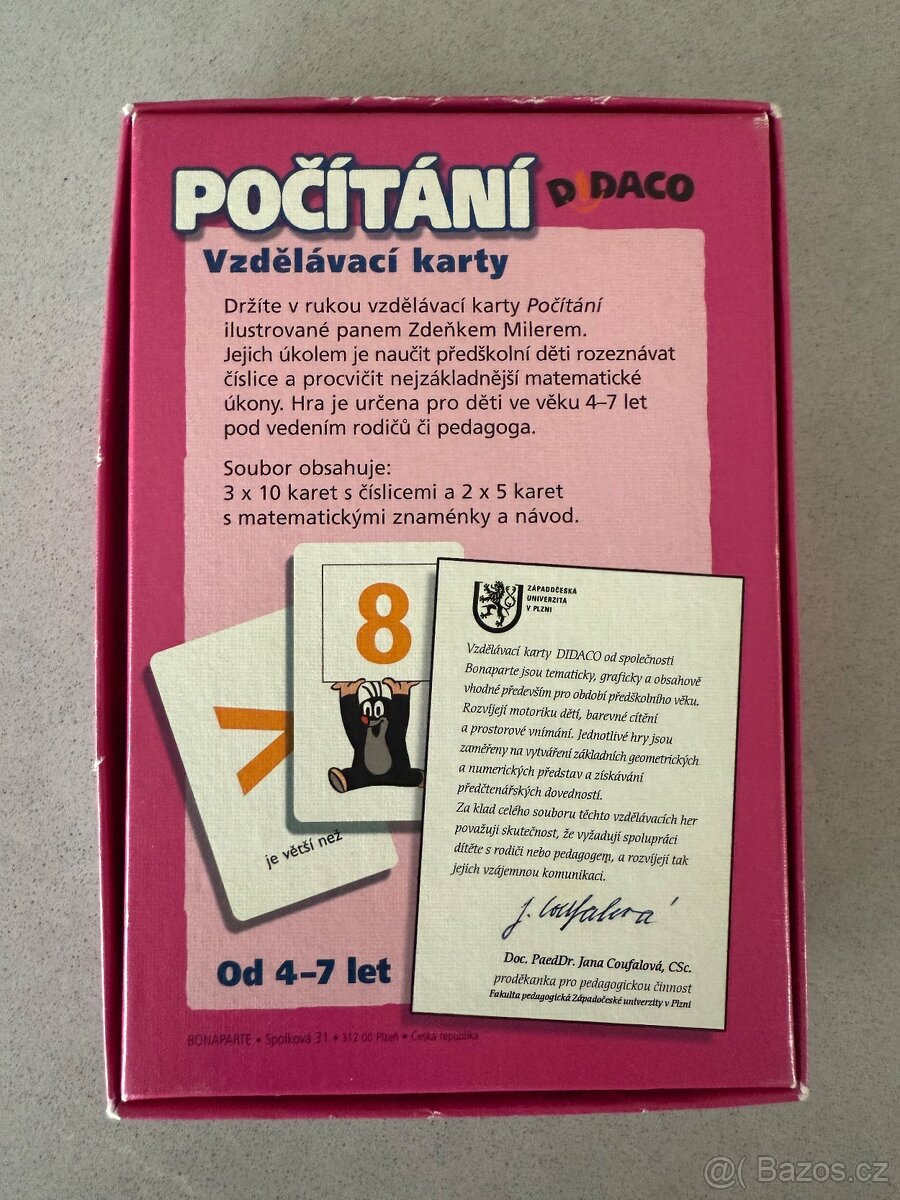 POČÍTÁNÍ DIDACO
Vzdělávací karty
Držíte v rukou vzdělávací karty Počítání
ilustrované panem Zdeňkem Milerem.
Jejich úkolem je naučit předškolní děti rozeznávat
číslice a procvičit nejzákladnější matematické
úkony. Hra je určena pro děti ve věku 4–7 let
pod vedením rodičů či pedagoga.
Soubor obsahuje:
3 x 10 karet s číslicemi a 2 x 5 karet
s matematickými znaménky a návod.
>
je větší než
8
ZÁPADOČESKÁ
UNIVERZITA
V PLZNI
Vzdělávací karty DIDACO od společnosti
Bonaparte jsou tematicky, graficky a obsahově
vhodné především pro období předškolního věku.
Rozvíjejí motoriku dětí, barevné cítění
a prostorové vnímání. Jednotlivé hry jsou
zaměřeny na vytváření základních geometrických
a numerických představ a získávání
předčtenářských dovedností.
Za klad celého souboru těchto vzdělávacích her
považuji skutečnost, že vyžadují spolupráci
dítěte s rodiči nebo pedagogem, a rozvíjejí tak
jejich vzájemnou komunikaci.
J. Coufalová
Doc. PaedDr. Jana Coufalová, CSc.
proděkanka pro pedagogickou činnost
Fakulta pedagogická Západočeské univerzity v Plzni
Od 4–7 let
BONAPARTE • Spolková 31 • 312 00 Plzeň • Česká republika
@( Bazos.cz